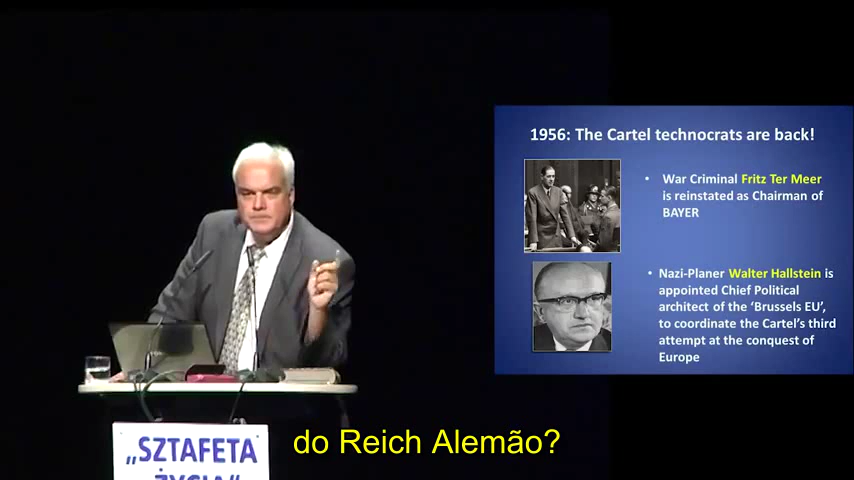 1956: The Cartel technocrats are back!
• War Criminal Fritz Ter Meer
is reinstated as Chairman of
BAYER
• Nazi-Planer Walter Hallstein is
appointed Chief Political
architect of the ‘Brussels EU’,
to coordinate the Cartel’s third
attempt at the conquest of
Europe
do Reich Alemão?
„SZTAFETA
ŻYCIA”